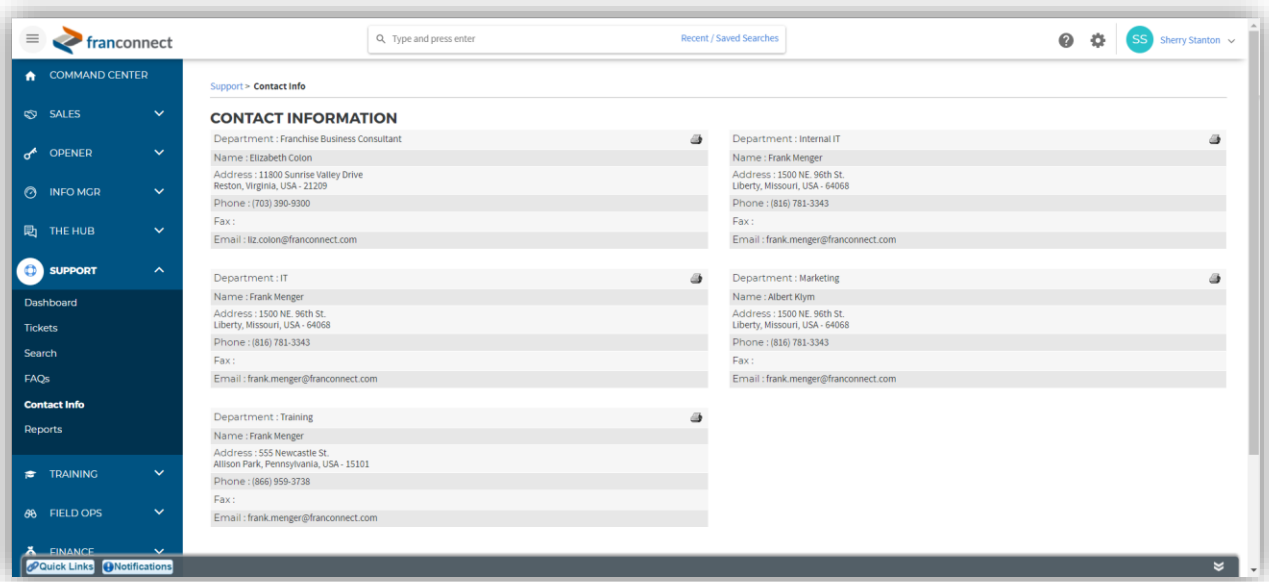 franconnect
Type and press enter
Recent / Saved Searches
SS
Sherry Stanton
COMMAND CENTER
SALES
OPENER
INFO MGR
THE HUB
SUPPORT
Dashboard
Tickets
Search
FAQs
Contact Info
Reports
TRAINING
FIELD OPS
FINANCE
Support > Contact Info
CONTACT INFORMATION
Department : Franchise Business Consultant
Name : Elizabeth Colon
Address : 11800 Sunrise Valley Drive
Reston, Virginia, USA - 21209
Phone : (703) 390-9300
Fax :
Email : liz.colon@franconnect.com
Department : Internal IT
Name : Frank Menger
Address : 1500 NE. 96th St.
Liberty, Missouri, USA - 64068
Phone : (816) 781-3343
Fax :
Email : frank.menger@franconnect.com
Department : IT
Name : Frank Menger
Address : 1500 NE. 96th St.
Liberty, Missouri, USA - 64068
Phone : (816) 781-3343
Fax :
Email : frank.menger@franconnect.com
Department : Marketing
Name : Albert Klym
Address : 1500 NE. 96th St.
Liberty, Missouri, USA - 64068
Phone : (816) 781-3343
Fax :
Email : frank.menger@franconnect.com
Department : Training
Name : Frank Menger
Address : 555 Newcastle St.
Allison Park, Pennsylvania, USA - 15101
Phone : (866) 959-3738
Fax :
Email : frank.menger@franconnect.com
Quick Links
Notifications